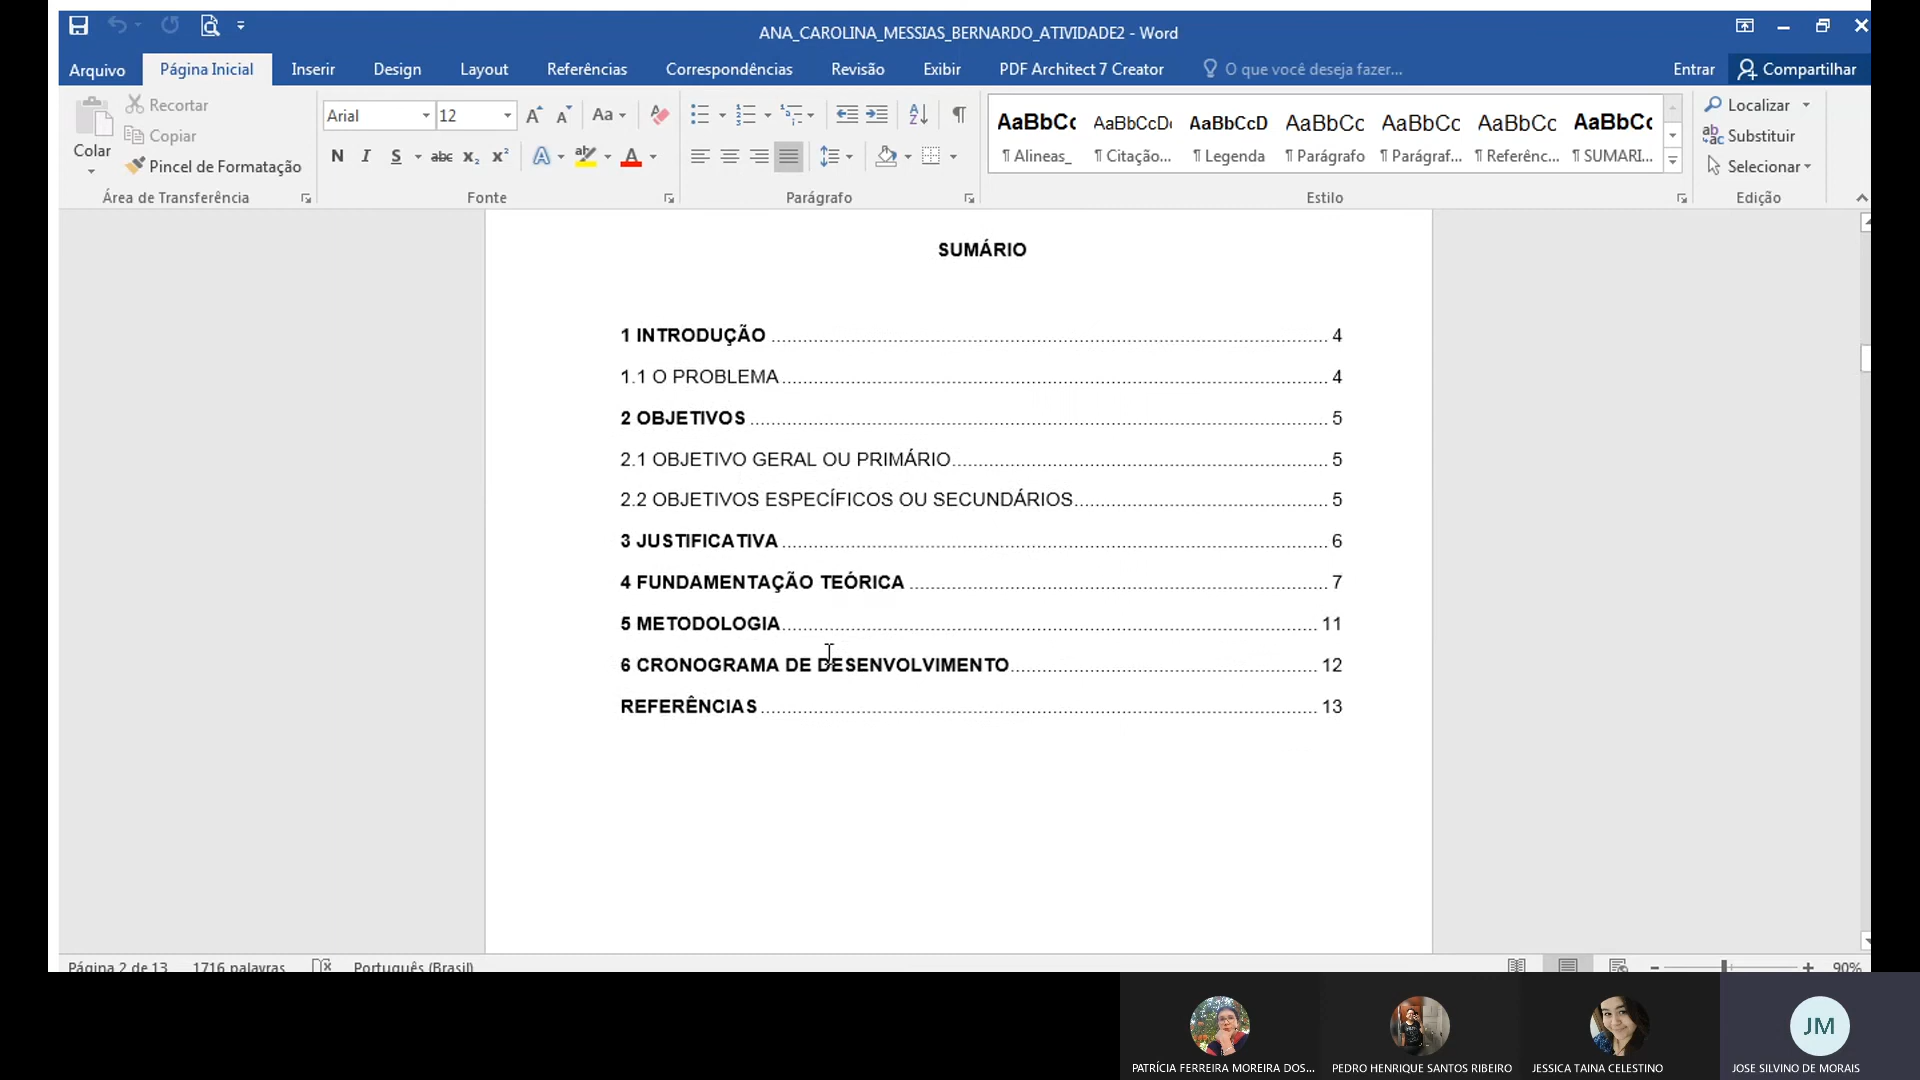 ANA_CAROLINA_MESSIAS_BERNARDO_ATIVIDADE2 - Word
Arquivo Página Inicial Inserir Design Layout Referências Correspondências Revisão Exibir PDF Architect 7 Creator O que você deseja fazer... Entrar Compartilhar
Colar
Recortar
Copiar
Pincel de Formatação
Área de Transferência
Arial 12
Aa
N I S abc x₂ x²
Fonte
Parágrafo
AaBbCc AaBbCcDc AaBbCcD AaBbCc AaBbCc AaBbCc AaBbCc
¶ Alineas_ ¶ Citação... ¶ Legenda ¶ Parágrafo ¶ Parágraf... ¶ Referênc... ¶ SUMARI...
Estilo
Localizar
Substituir
Selecionar
Edição
SUMÁRIO
1 INTRODUÇÃO ........ 4
1.1 O PROBLEMA ........ 4
2 OBJETIVOS ........ 5
2.1 OBJETIVO GERAL OU PRIMÁRIO ........ 5
2.2 OBJETIVOS ESPECÍFICOS OU SECUNDÁRIOS ........ 5
3 JUSTIFICATIVA ........ 6
4 FUNDAMENTAÇÃO TEÓRICA ........ 7
5 METODOLOGIA ........ 11
6 CRONOGRAMA DE DESENVOLVIMENTO ........ 12
REFERÊNCIAS ........ 13
Página 2 de 13 1716 palavras Português (Brasil) 90%
PATRÍCIA FERREIRA MOREIRA DOS... PEDRO HENRIQUE SANTOS RIBEIRO JESSICA TAINA CELESTINO JM JOSE SILVINO DE MORAIS